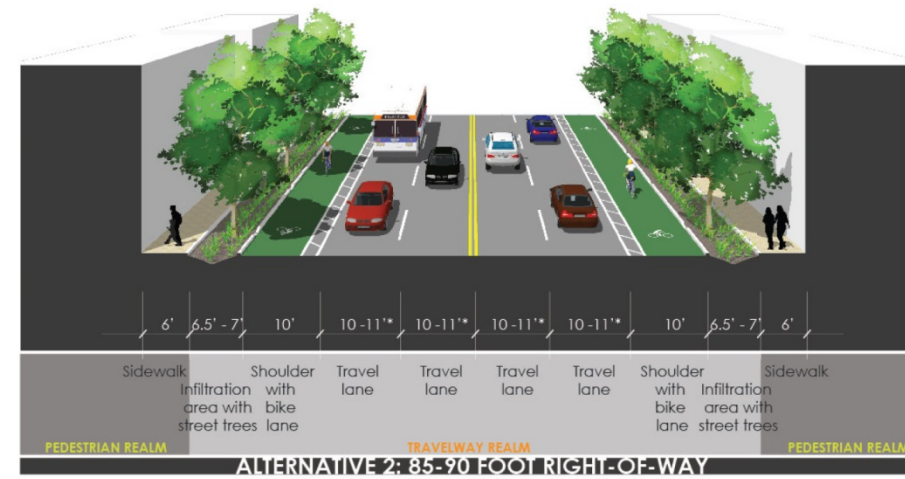 6' 6.5' - 7' 10' 10 -11'* 10 -11'* 10 -11'* 10 -11'* 10' 6.5' - 7' 6'
Sidewalk
Infiltration
area with
street trees
Shoulder
with
bike
lane
Travel
lane
Travel
lane
Travel
lane
Travel
lane
Shoulder
with
bike
lane
Infiltration
area with
street trees
Sidewalk
PEDESTRIAN REALM TRAVELWAY REALM PEDESTRIAN REALM
ALTERNATIVE 2: 85-90 FOOT RIGHT-OF-WAY